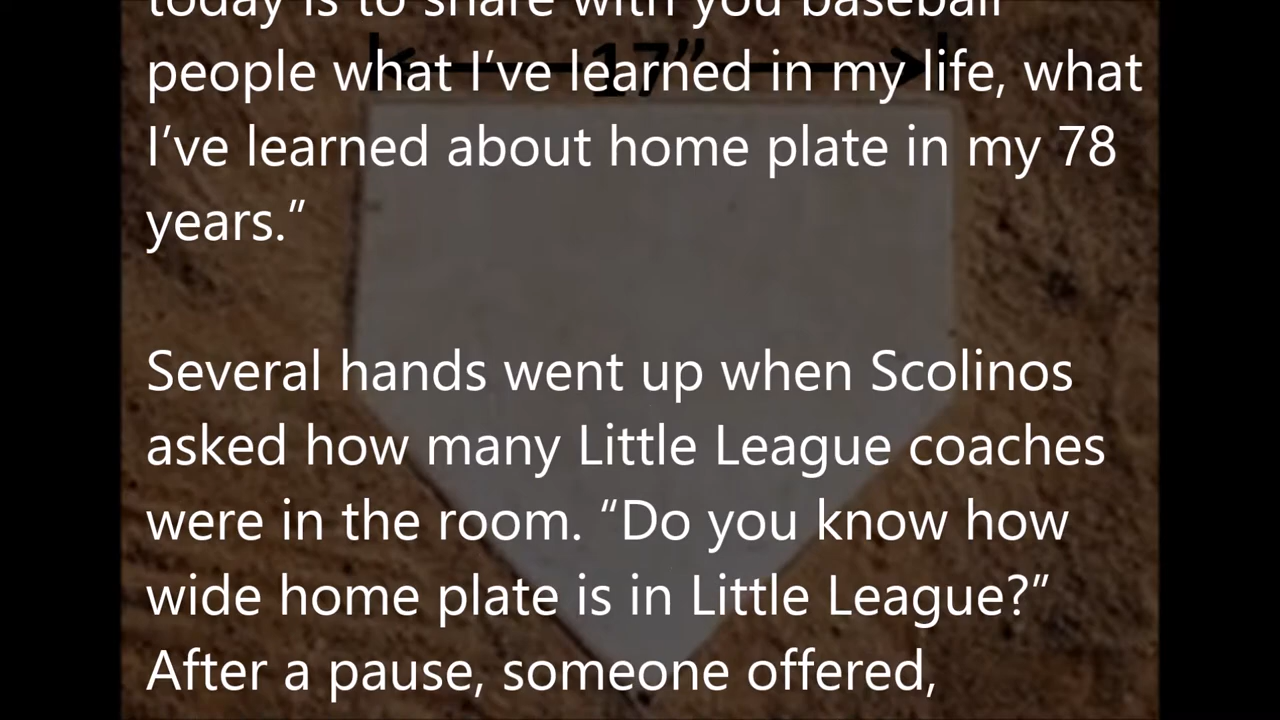 today is to share with you baseball
17”
people what I’ve learned in my life, what
I’ve learned about home plate in my 78
years.”
Several hands went up when Scolinos
asked how many Little League coaches
were in the room. “Do you know how
wide home plate is in Little League?”
After a pause, someone offered,